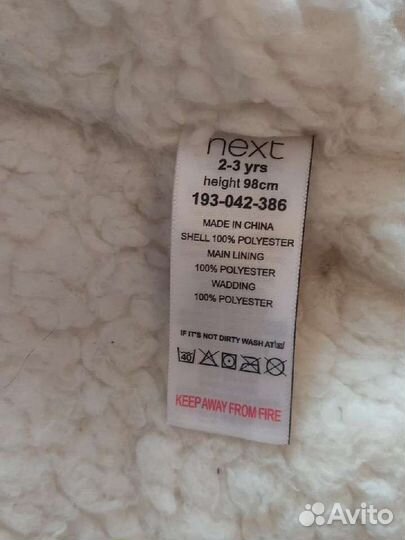 next
2-3 yrs
height 98cm
193-042-386
MADE IN CHINA
SHELL 100% POLYESTER
MAIN LINING
100% POLYESTER
WADDING
100% POLYESTER
IF IT'S NOT DIRTY WASH AT 30
40
KEEP AWAY FROM FIRE
Avito